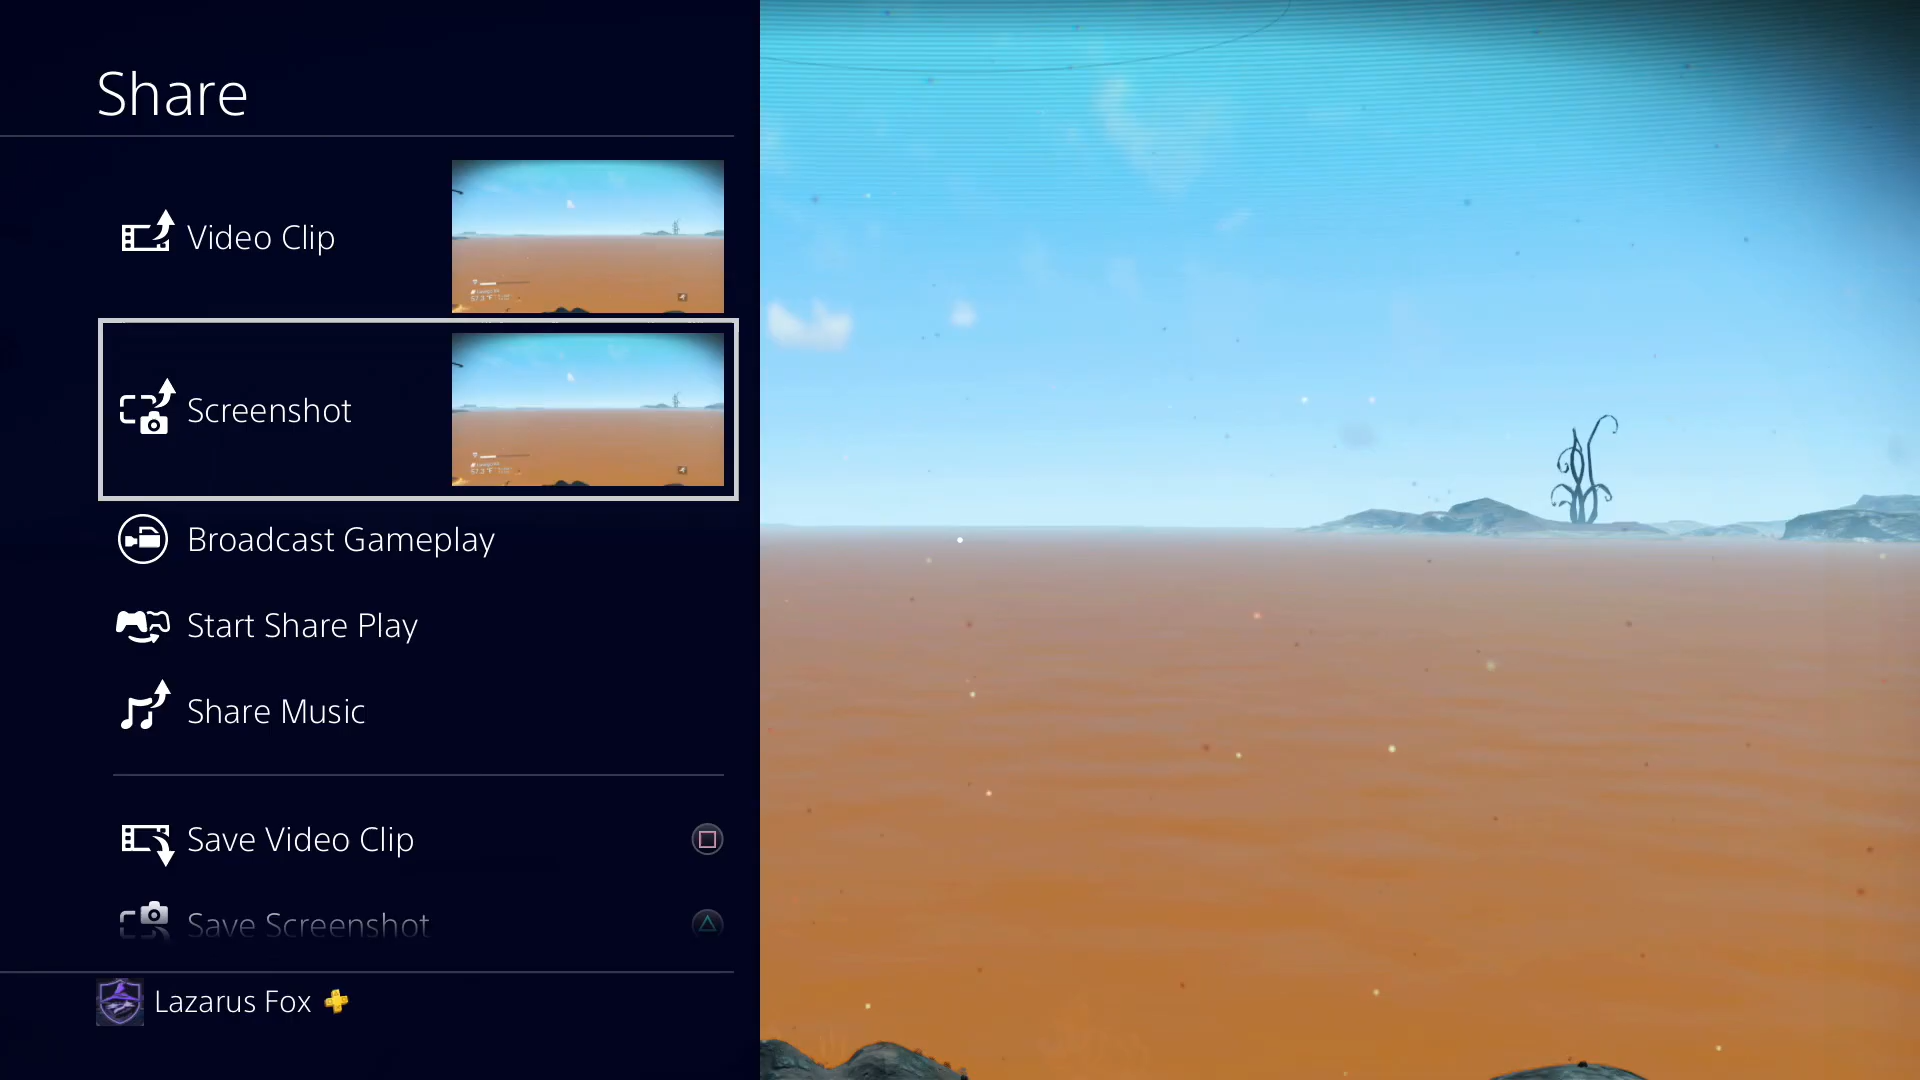 Share
Video Clip
Screenshot
Broadcast Gameplay
Start Share Play
Share Music
Save Video Clip
Save Screenshot
Lazarus Fox